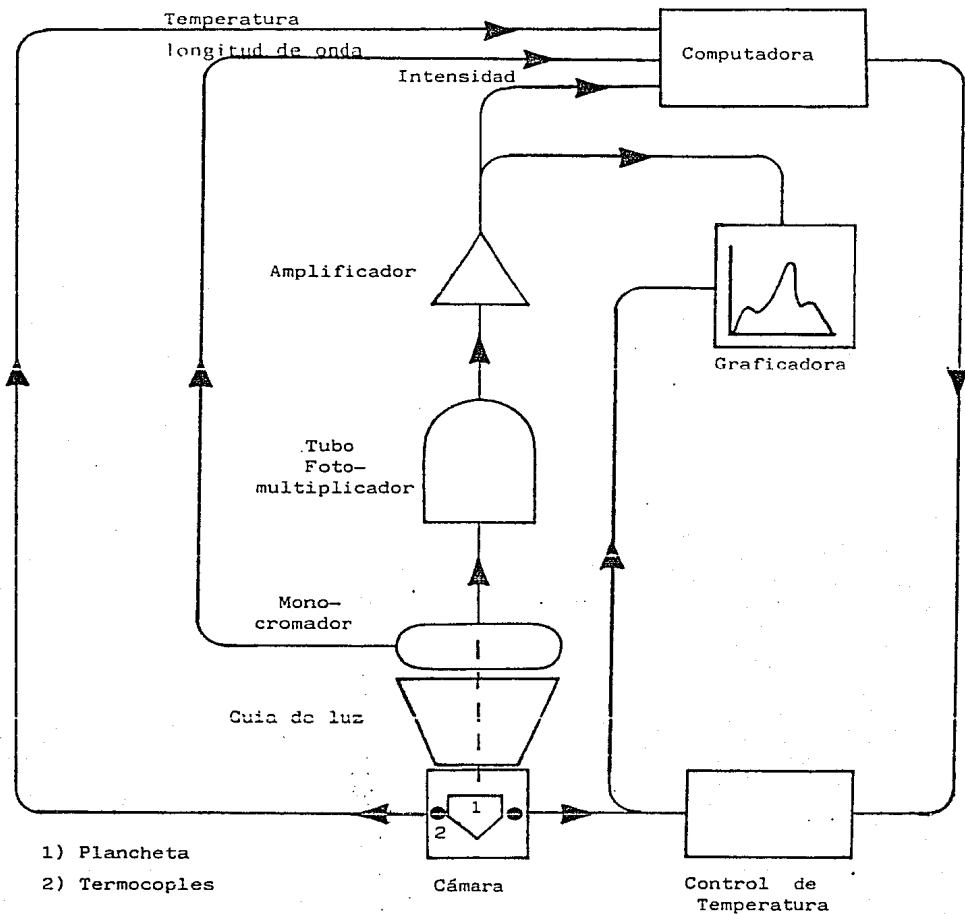 Temperatura
longitud de onda
Intensidad
Computadora
Amplificador
Graficadora
Tubo
Foto-
multiplicador
Mono-
cromador
Guia de luz
1
2
1) Plancheta
2) Termocoples
Cámara
Control de
Temperatura